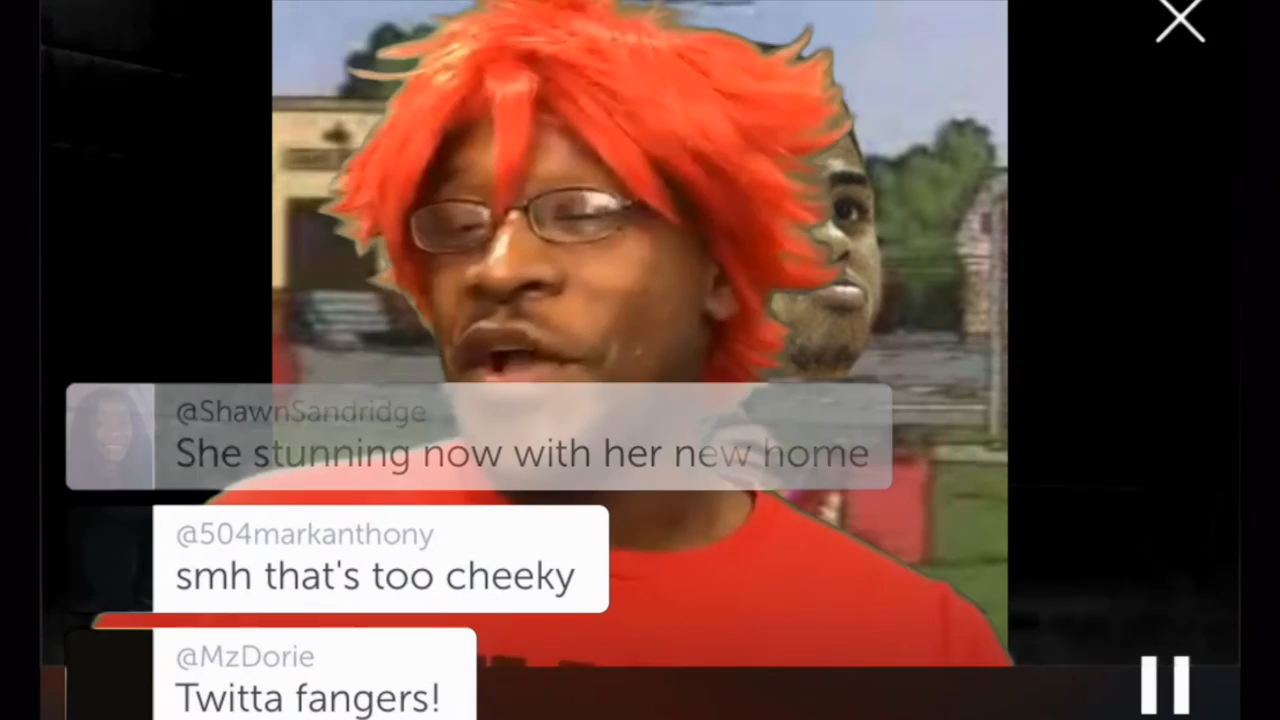 @ShawnSandridge
She stunning now with her new home
@504markanthony
smh that's too cheeky
@MzDorie
Twitta fangers!